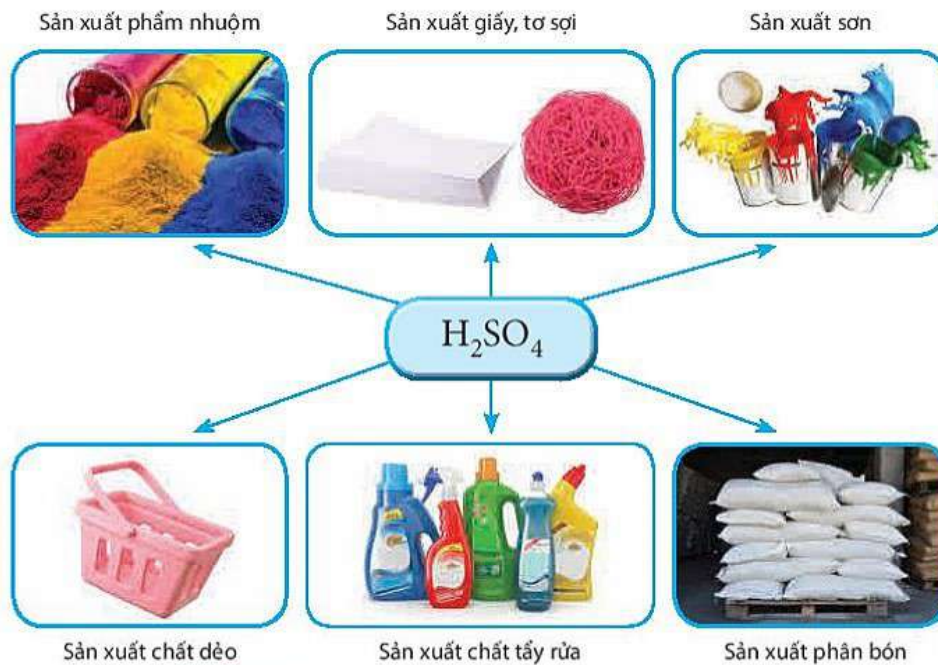 Sản xuất phẩm nhuộm
Sản xuất giấy, tơ sợi
Sản xuất sơn
H₂SO₄
Sản xuất chất dẻo
Sản xuất chất tẩy rửa
Sản xuất phân bón